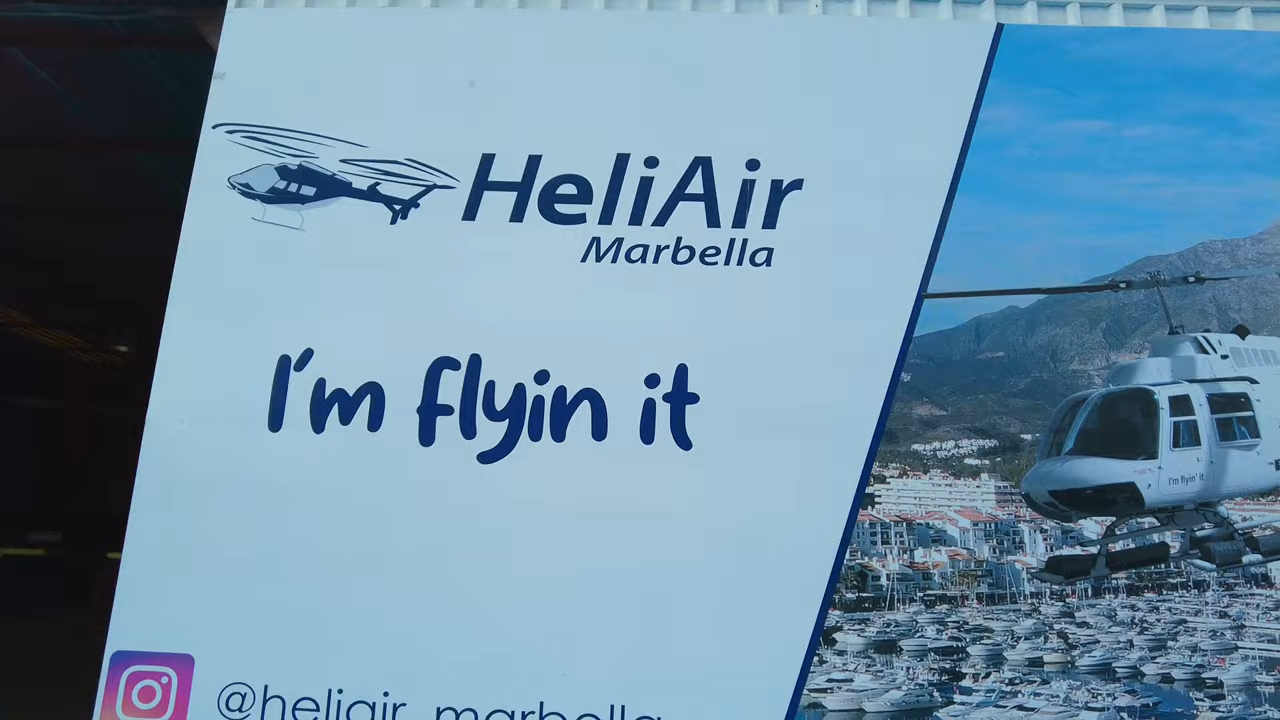 HeliAir
Marbella
I'm flyin it
I'm flyin' it
@heliair_marbella